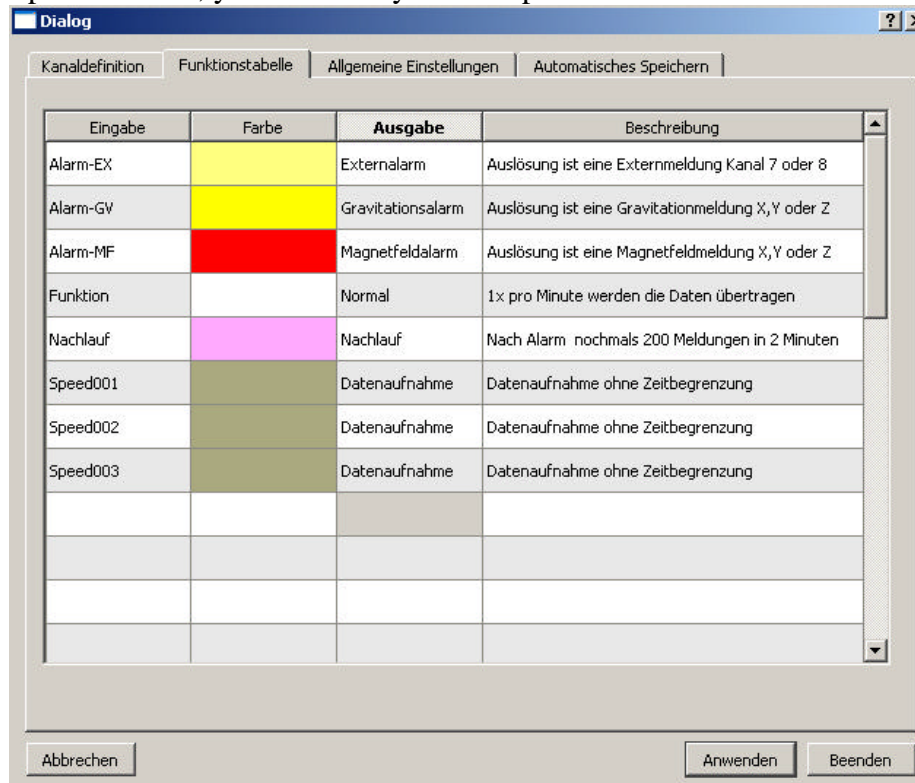 Dialog
Kanaldefinition Funktionstabelle Allgemeine Einstellungen Automatisches Speichern
Eingabe Farbe Ausgabe Beschreibung
Alarm-EX Externalarm Auslösung ist eine Externmeldung Kanal 7 oder 8
Alarm-GV Gravitationsalarm Auslösung ist eine Gravitationmeldung X,Y oder Z
Alarm-MF Magnetfeldalarm Auslösung ist eine Magnetfeldmeldung X,Y oder Z
Funktion Normal 1x pro Minute werden die Daten übertragen
Nachlauf Nachlauf Nach Alarm nochmals 200 Meldungen in 2 Minuten
Speed001 Datenaufnahme Datenaufnahme ohne Zeitbegrenzung
Speed002 Datenaufnahme Datenaufnahme ohne Zeitbegrenzung
Speed003 Datenaufnahme Datenaufnahme ohne Zeitbegrenzung
Abbrechen Anwenden Beenden